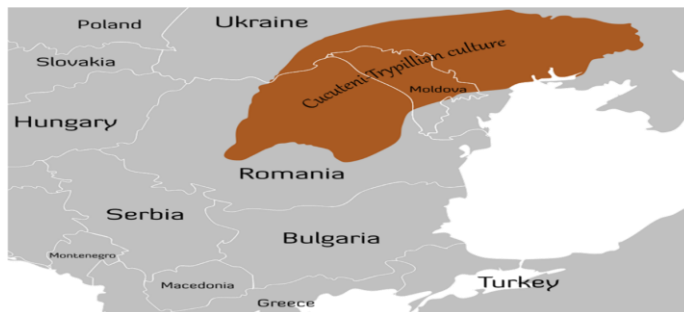 Poland
Ukraine
Slovakia
Cucuteni-Trypillian culture
Moldova
Hungary
Romania
Serbia
Bulgaria
Montenegro
Macedonia
Turkey
Greece